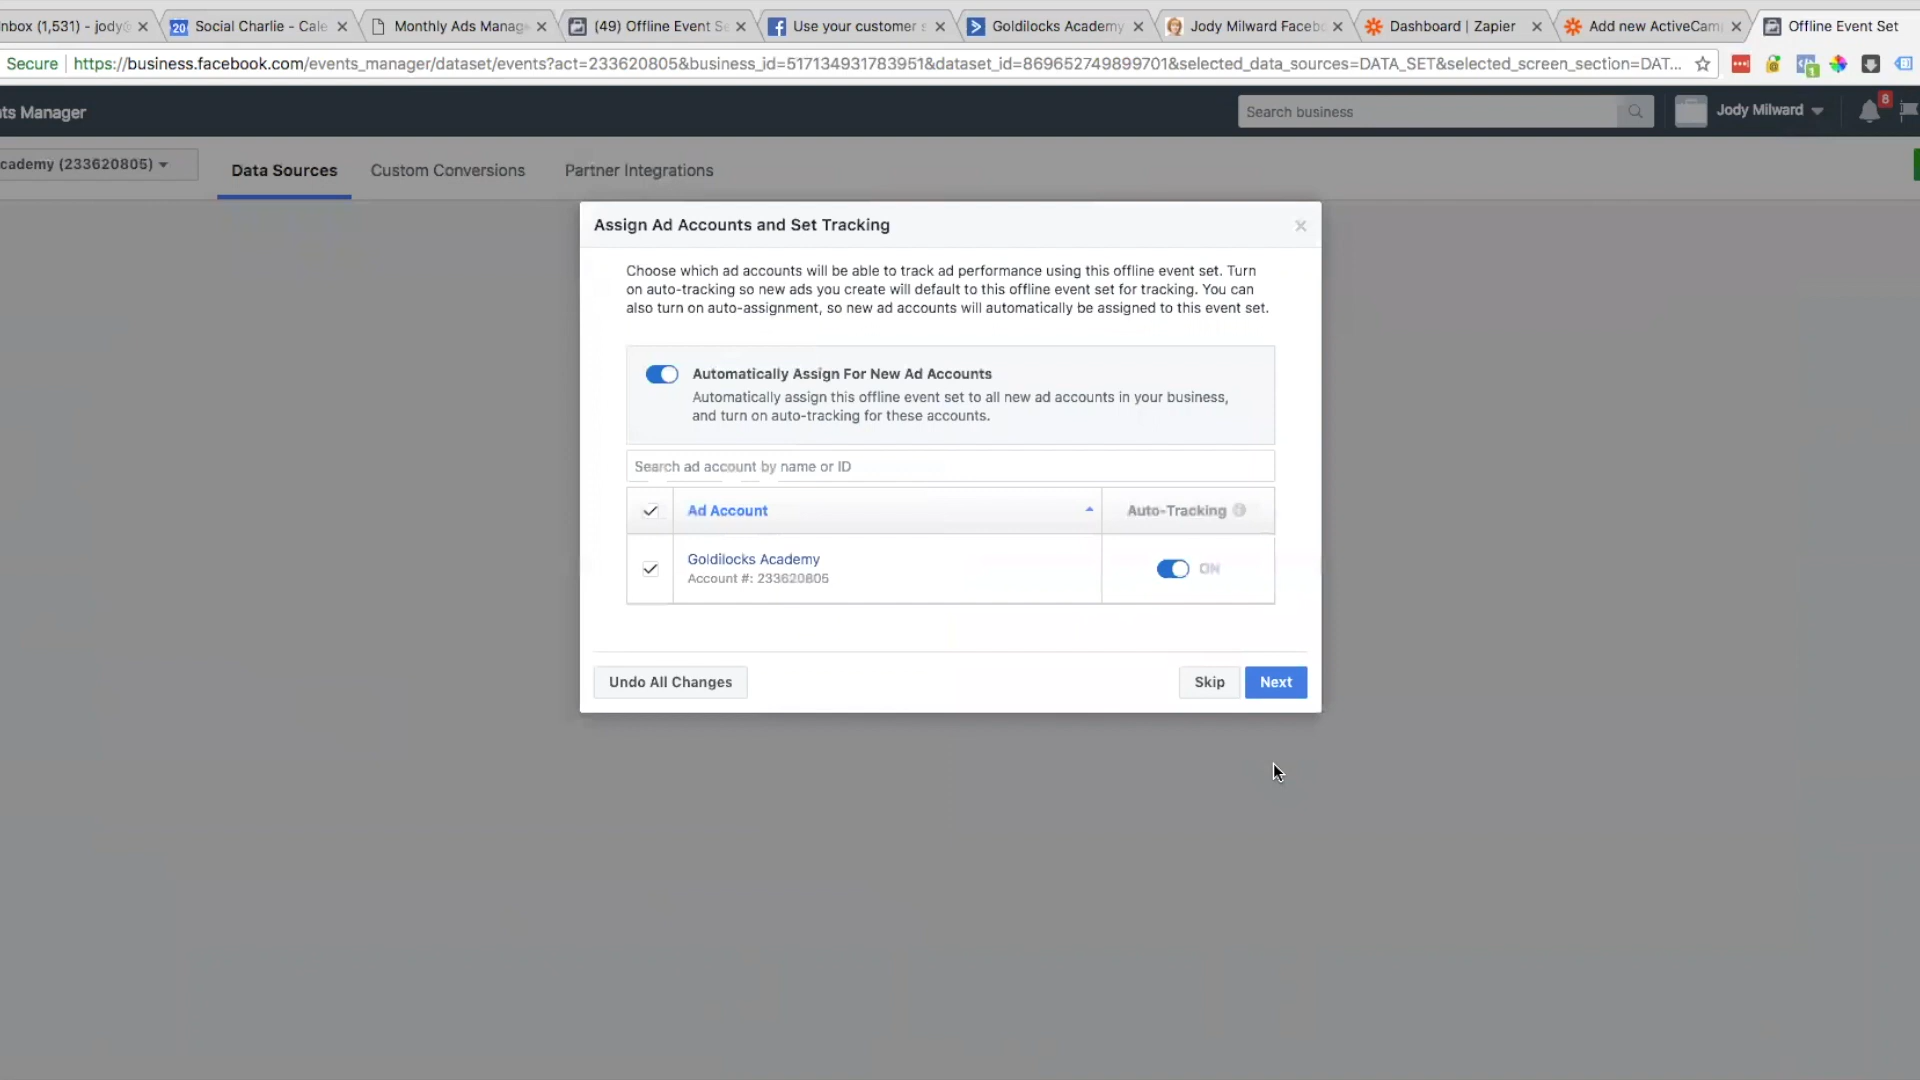 nbox (1,531) - jody@
20 Social Charlie - Cale
Monthly Ads Manag
(49) Offline Event Se
Use your customer s
Goldilocks Academy
Jody Milward Faceb
Dashboard | Zapier
Add new ActiveCam
Offline Event Set
Secure | https://business.facebook.com/events_manager/dataset/events?act=233620805&business_id=517134931783951&dataset_id=869652749899701&selected_data_sources=DATA_SET&selected_screen_section=DAT...
1
ts Manager
Search business
Jody Milward
8
cademy (233620805)
Data Sources
Custom Conversions
Partner Integrations
Assign Ad Accounts and Set Tracking
Choose which ad accounts will be able to track ad performance using this offline event set. Turn
on auto-tracking so new ads you create will default to this offline event set for tracking. You can
also turn on auto-assignment, so new ad accounts will automatically be assigned to this event set.
Automatically Assign For New Ad Accounts
Automatically assign this offline event set to all new ad accounts in your business,
and turn on auto-tracking for these accounts.
Search ad account by name or ID
Ad Account
Auto-Tracking
Goldilocks Academy
Account #: 233620805
ON
Undo All Changes
Skip
Next